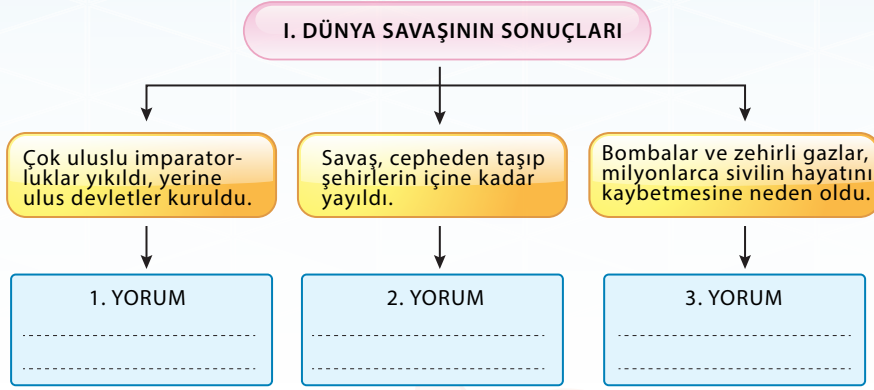 I. DÜNYA SAVAŞININ SONUÇLARI
Çok uluslu imparator-
luklar yıkıldı, yerine
ulus devletler kuruldu.
Savaş, cepheden taşıp
şehirlerin içine kadar
yayıldı.
Bombalar ve zehirli gazlar,
milyonlarca sivilin hayatını
kaybetmesine neden oldu.
1. YORUM
2. YORUM
3. YORUM